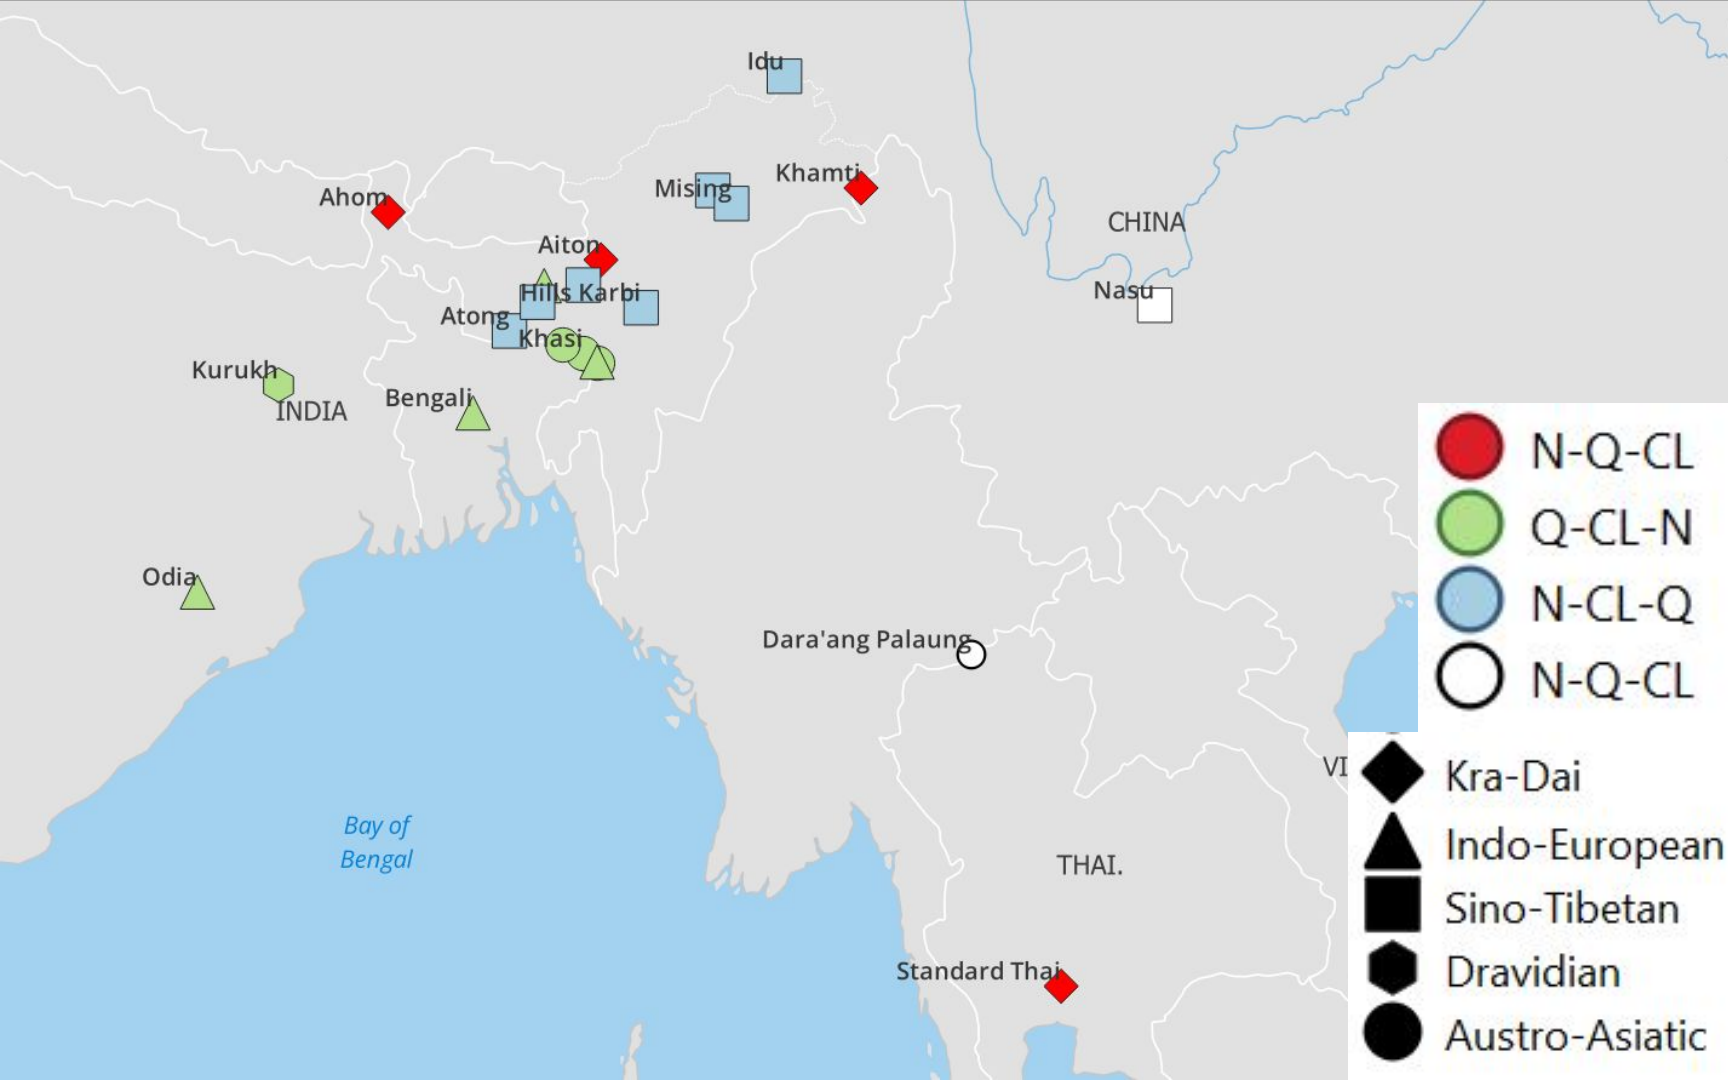 Idu
Khamti
Mising
Ahom
CHINA
Aiton
Hills Karbi
Nasu
Atong
Khasi
Kurukh
Bengali
INDIA
N-Q-CL
Q-CL-N
Odia
N-CL-Q
Dara'ang Palaung
N-Q-CL
VI
Kra-Dai
Bay of
Bengal
Indo-European
THAI.
Sino-Tibetan
Standard Thai
Dravidian
Austro-Asiatic